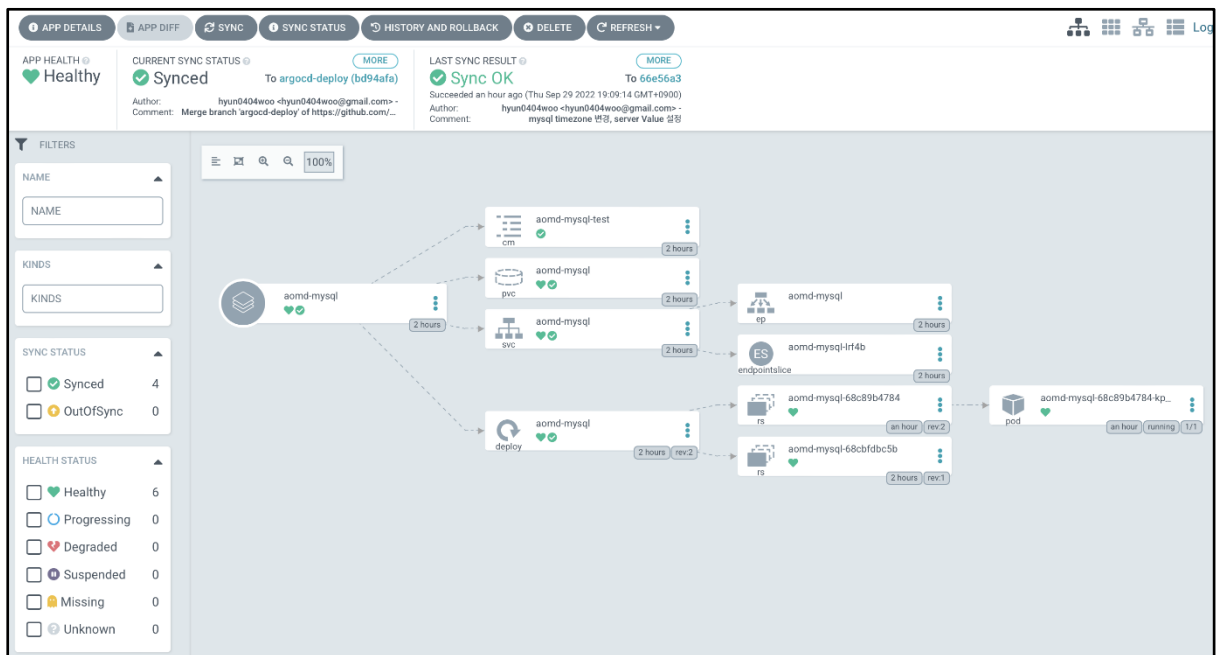 APP DETAILS APP DIFF SYNC SYNC STATUS HISTORY AND ROLLBACK DELETE REFRESH
Log
APP HEALTH
Healthy
CURRENT SYNC STATUS MORE
Synced To argocd-deploy (bd94afa)
Author: hyun0404woo <hyun0404woo@gmail.com> -
Comment: Merge branch 'argocd-deploy' of https://github.com/...
LAST SYNC RESULT MORE
Sync OK To 66e56a3
Succeeded an hour ago (Thu Sep 29 2022 19:09:14 GMT+0900)
Author: hyun0404woo <hyun0404woo@gmail.com> -
Comment: mysql timezone 변경, server Value 설정
FILTERS
NAME
NAME
KINDS
KINDS
SYNC STATUS
Synced 4
OutOfSync 0
HEALTH STATUS
Healthy 6
Progressing 0
Degraded 0
Suspended 0
Missing 0
Unknown 0
100%
aomd-mysql
2 hours
aomd-mysql-test
cm
2 hours
aomd-mysql
pvc
2 hours
aomd-mysql
svc
2 hours
aomd-mysql
deploy
2 hours rev:2
aomd-mysql
ep
2 hours
ES
aomd-mysql-lrf4b
endpointslice
2 hours
aomd-mysql-68c89b4784
rs
an hour rev:2
aomd-mysql-68cbfdbc5b
rs
2 hours rev:1
aomd-mysql-68c89b4784-kp_
pod
an hour running 1/1